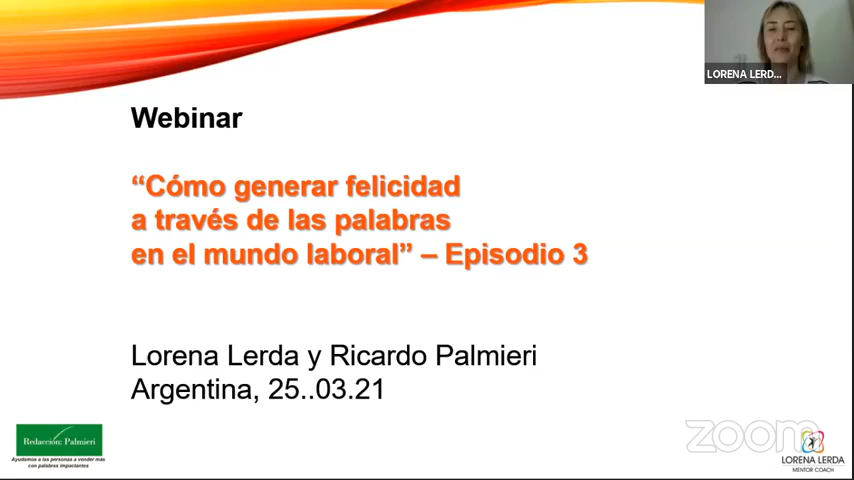 LORENA LERD...
Webinar
“Cómo generar felicidad
a través de las palabras
en el mundo laboral” – Episodio 3
Lorena Lerda y Ricardo Palmieri
Argentina, 25..03.21
Redacción: Palmieri
Ayudamos a las personas a vender más
con palabras impactantes
zoom
LORENA LERDA
MENTOR COACH